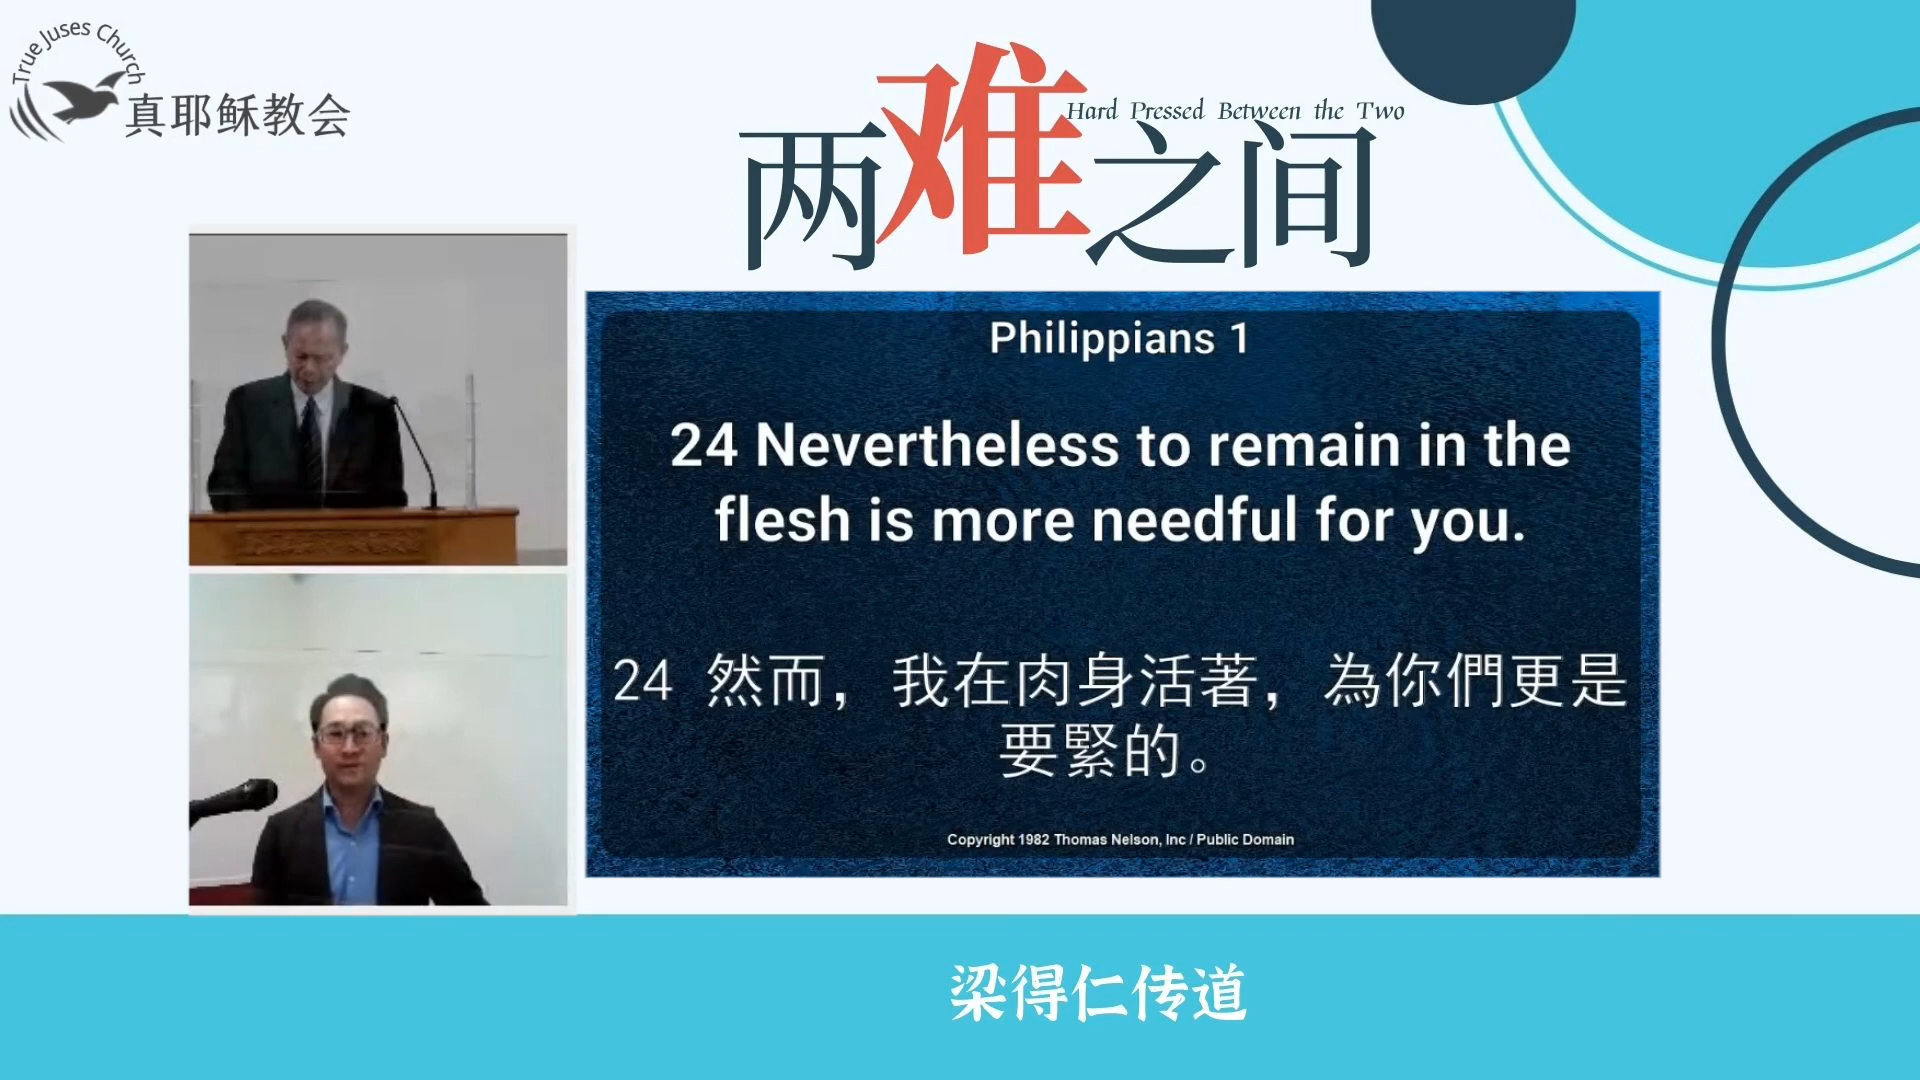 True Juses Church
真耶稣教会
两难之间
Hard Pressed Between the Two
Philippians 1
24 Nevertheless to remain in the
flesh is more needful for you.
24 然而，我在肉身活著，為你們更是
要緊的。
Copyright 1982 Thomas Nelson, Inc / Public Domain
梁得仁传道